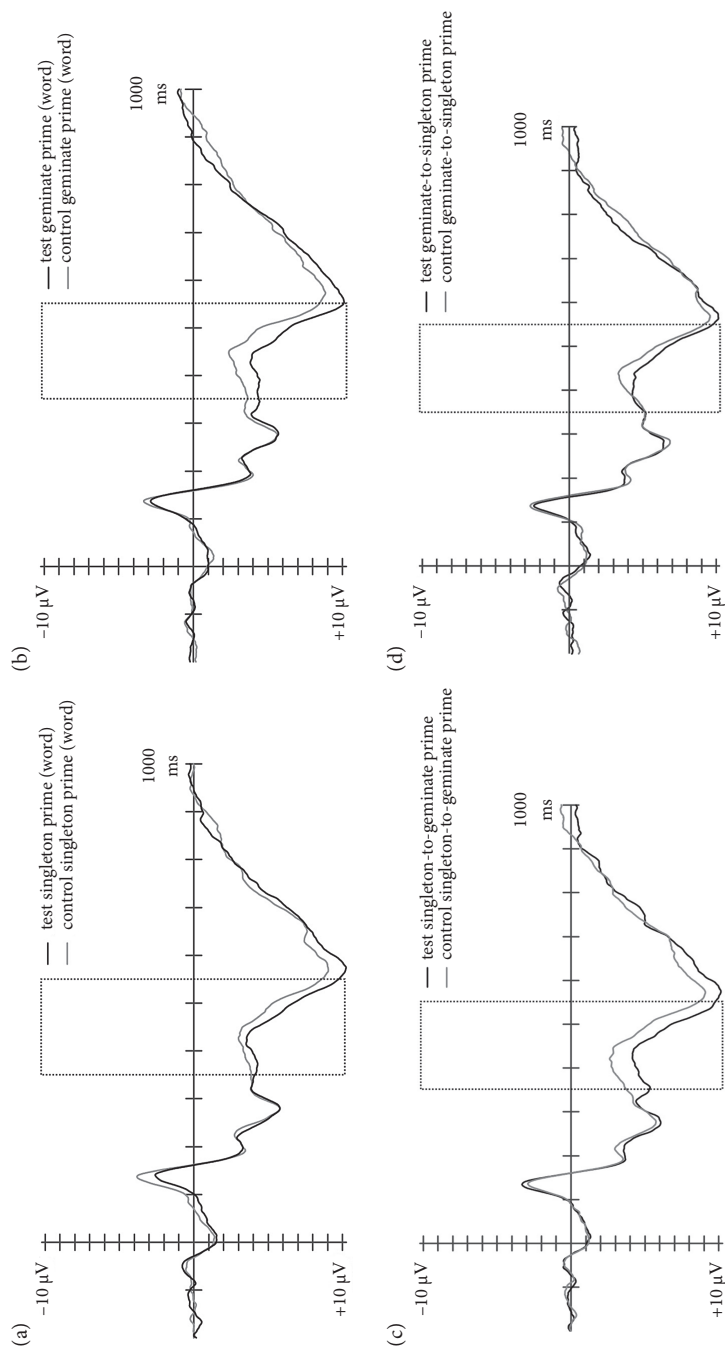 (a)
−10 μV
+10 μV
test singleton prime (word)
control singleton prime (word)
1000
ms
(b)
−10 μV
+10 μV
test geminate prime (word)
control geminate prime (word)
1000
ms
(c)
−10 μV
+10 μV
test singleton-to-geminate prime
control singleton-to-geminate prime
1000
ms
(d)
−10 μV
+10 μV
test geminate-to-singleton prime
control geminate-to-singleton prime
1000
ms